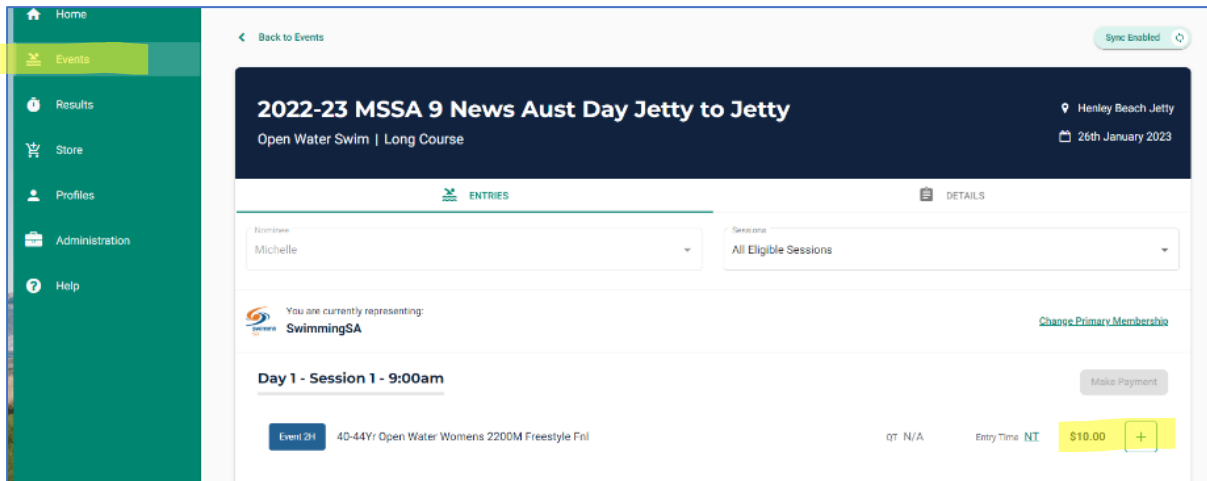 Home
Events
Results
Store
Profiles
Administration
Help
Back to Events
Sync Enabled
2022-23 MSSA 9 News Aust Day Jetty to Jetty
Open Water Swim | Long Course
Henley Beach Jetty
26th January 2023
ENTRIES
DETAILS
Nominee
Michelle
Sessions
All Eligible Sessions
You are currently representing:
SwimmingSA
Change Primary Membership
Day 1 - Session 1 - 9:00am
Make Payment
Event 2H 40-44Yr Open Water Womens 2200M Freestyle Fnl QT N/A Entry Time NT $10.00 +